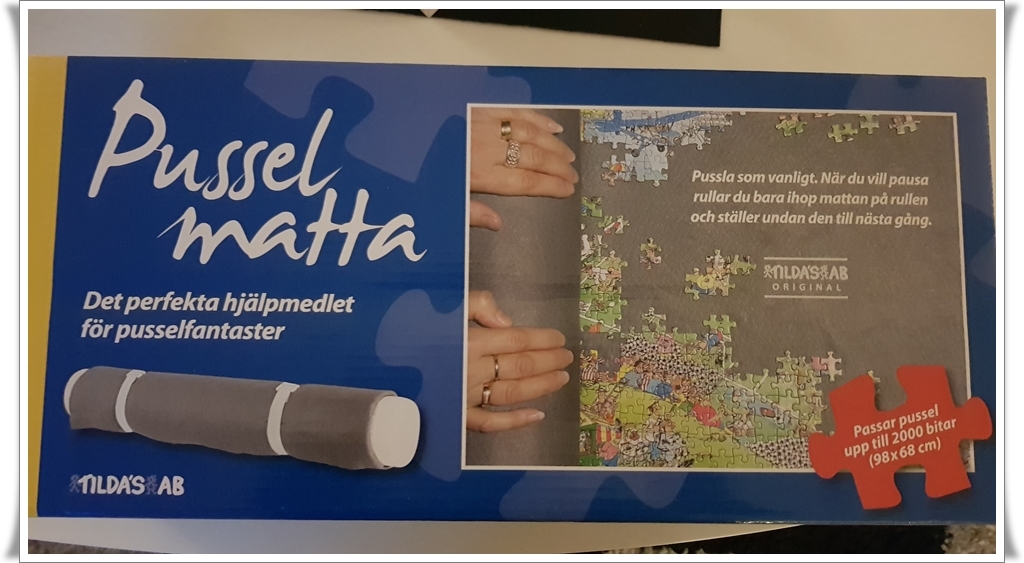 Pussel
matta
Det perfekta hjälpmedlet
för pusselfantaster
TILDA'S AB
Pussla som vanligt. När du vill pausa
rullar du bara ihop mattan på rullen
och ställer undan den till nästa gång.
TILDA'S AB
ORIGINAL
Passar pussel
upp till 2000 bitar
(98x68 cm)